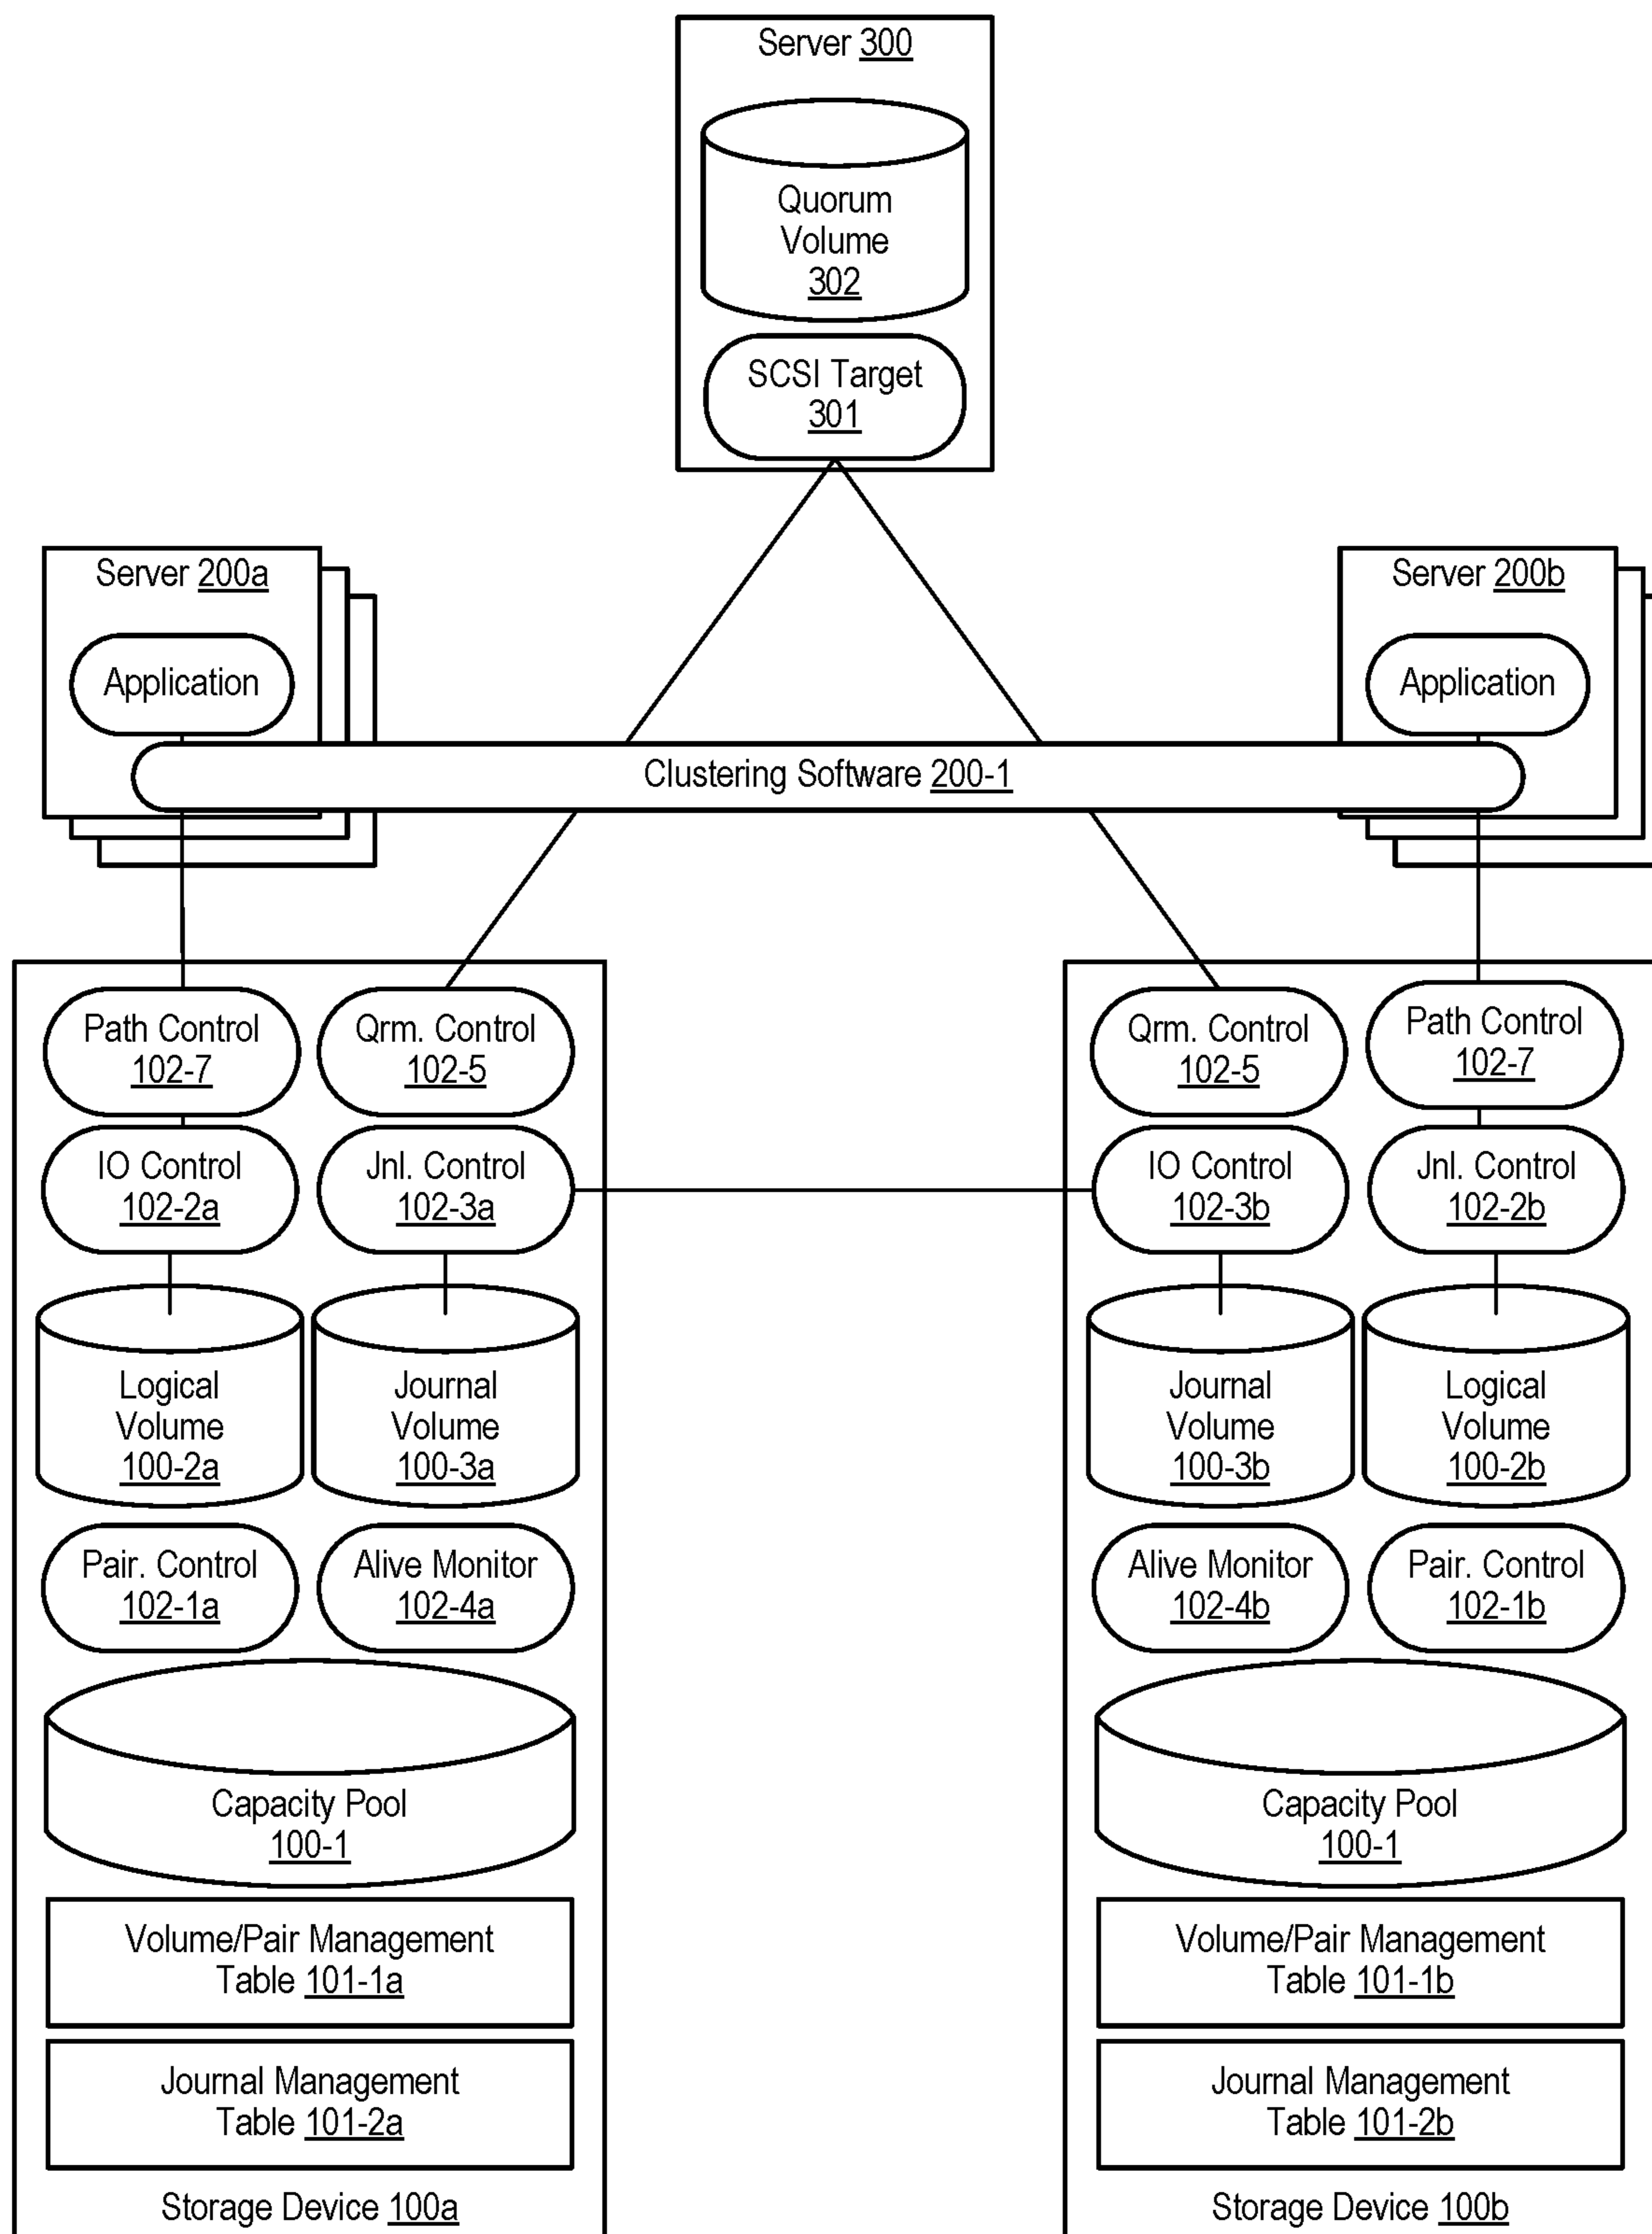 Server 300
Quorum
Volume
302
SCSI Target
301
Server 200a
Application
Server 200b
Application
Clustering Software 200-1
Path Control
102-7
Qrm. Control
102-5
IO Control
102-2a
Jnl. Control
102-3a
Logical
Volume
100-2a
Journal
Volume
100-3a
Pair. Control
102-1a
Alive Monitor
102-4a
Capacity Pool
100-1
Volume/Pair Management
Table 101-1a
Journal Management
Table 101-2a
Storage Device 100a
Qrm. Control
102-5
Path Control
102-7
IO Control
102-3b
Jnl. Control
102-2b
Journal
Volume
100-3b
Logical
Volume
100-2b
Alive Monitor
102-4b
Pair. Control
102-1b
Capacity Pool
100-1
Volume/Pair Management
Table 101-1b
Journal Management
Table 101-2b
Storage Device 100b